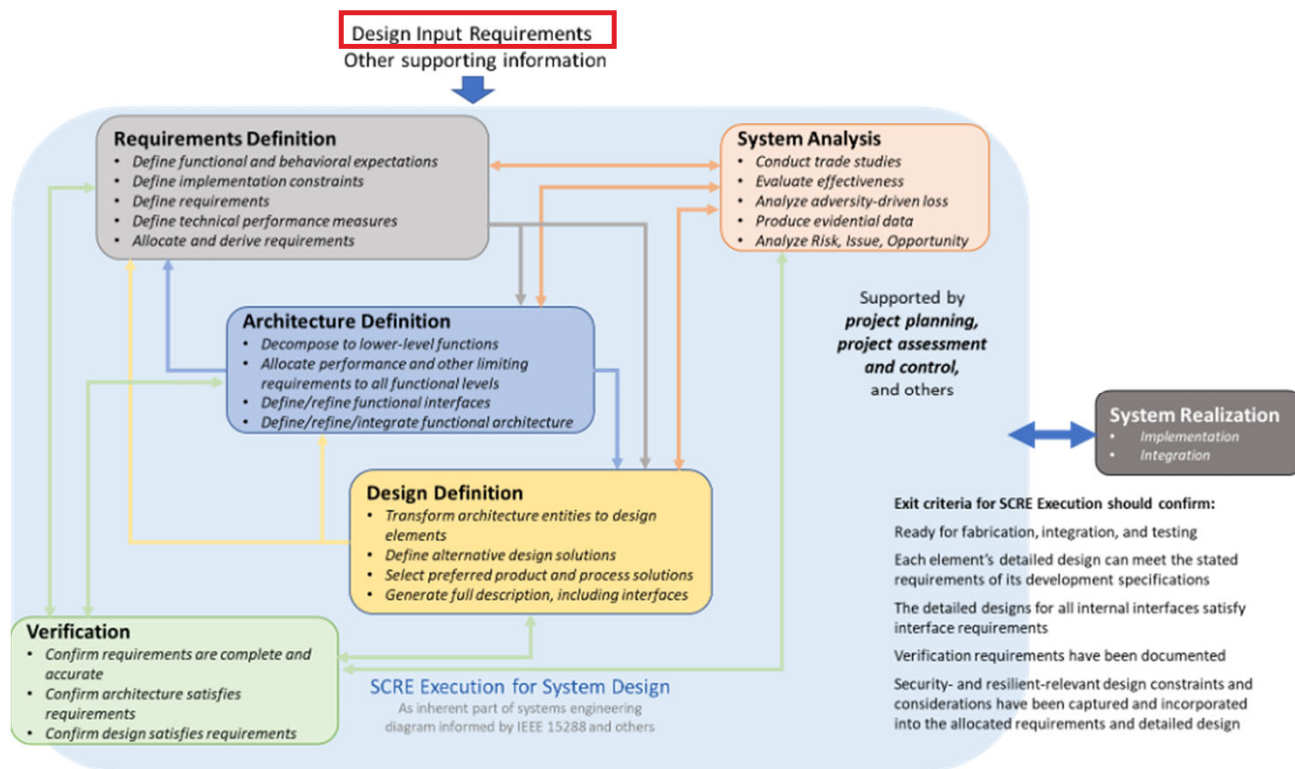 Design Input Requirements
Other supporting information
Requirements Definition
• Define functional and behavioral expectations
• Define implementation constraints
• Define requirements
• Define technical performance measures
• Allocate and derive requirements
System Analysis
• Conduct trade studies
• Evaluate effectiveness
• Analyze adversity-driven loss
• Produce evidential data
• Analyze Risk, Issue, Opportunity
Architecture Definition
• Decompose to lower-level functions
• Allocate performance and other limiting
requirements to all functional levels
• Define/refine functional interfaces
• Define/refine/integrate functional architecture
Supported by
project planning,
project assessment
and control,
and others
System Realization
• Implementation
• Integration
Design Definition
• Transform architecture entities to design
elements
• Define alternative design solutions
• Select preferred product and process solutions
• Generate full description, including interfaces
Exit criteria for SCRE Execution should confirm:
Ready for fabrication, integration, and testing
Each element's detailed design can meet the stated
requirements of its development specifications
The detailed designs for all internal interfaces satisfy
interface requirements
Verification requirements have been documented
Security- and resilient-relevant design constraints and
considerations have been captured and incorporated
into the allocated requirements and detailed design
Verification
• Confirm requirements are complete and
accurate
• Confirm architecture satisfies
requirements
• Confirm design satisfies requirements
SCRE Execution for System Design
As inherent part of systems engineering
diagram informed by IEEE 15288 and others